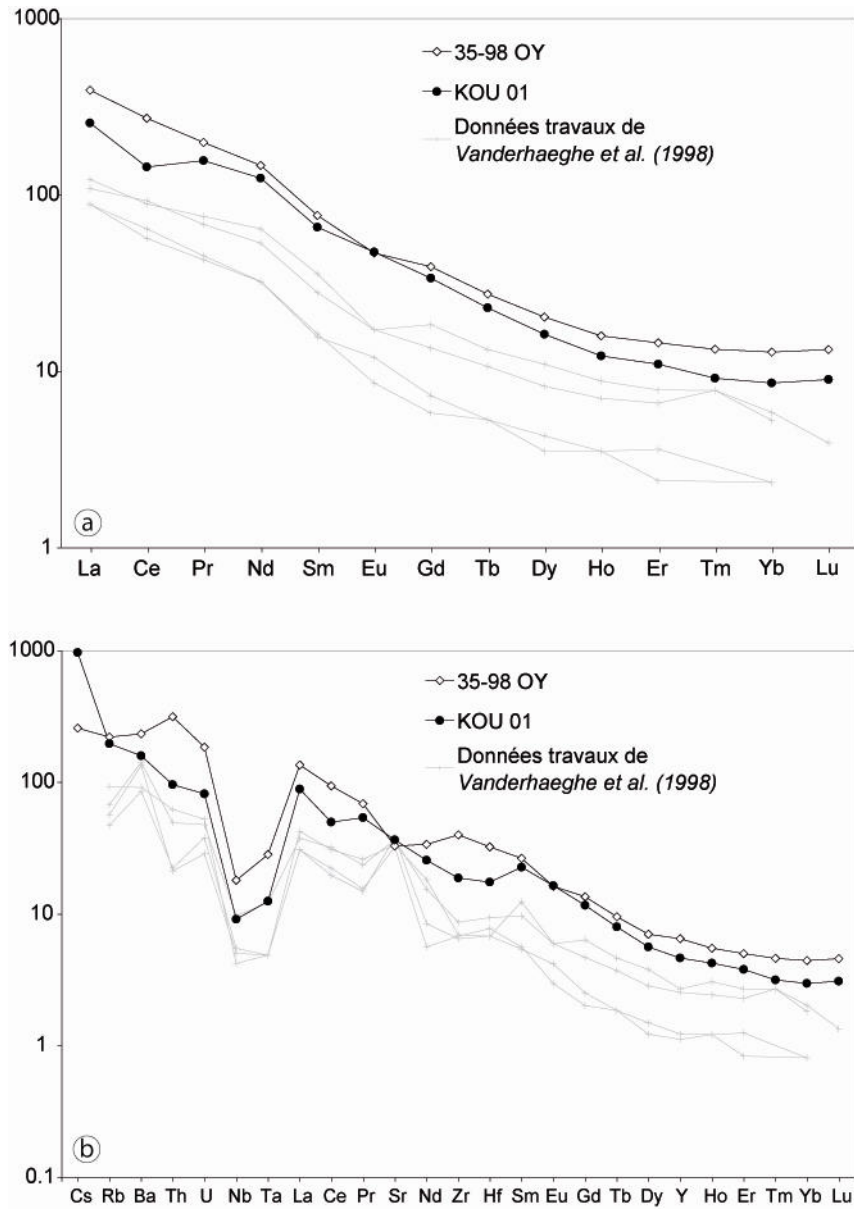 1000
35-98 OY
KOU 01
Données travaux de
Vanderhaeghe et al. (1998)
100
10
a
1
La Ce Pr Nd Sm Eu Gd Tb Dy Ho Er Tm Yb Lu
1000
35-98 OY
KOU 01
Données travaux de
Vanderhaeghe et al. (1998)
100
10
1
b
0.1
Cs Rb Ba Th U Nb Ta La Ce Pr Sr Nd Zr Hf Sm Eu Gd Tb Dy Y Ho Er Tm Yb Lu